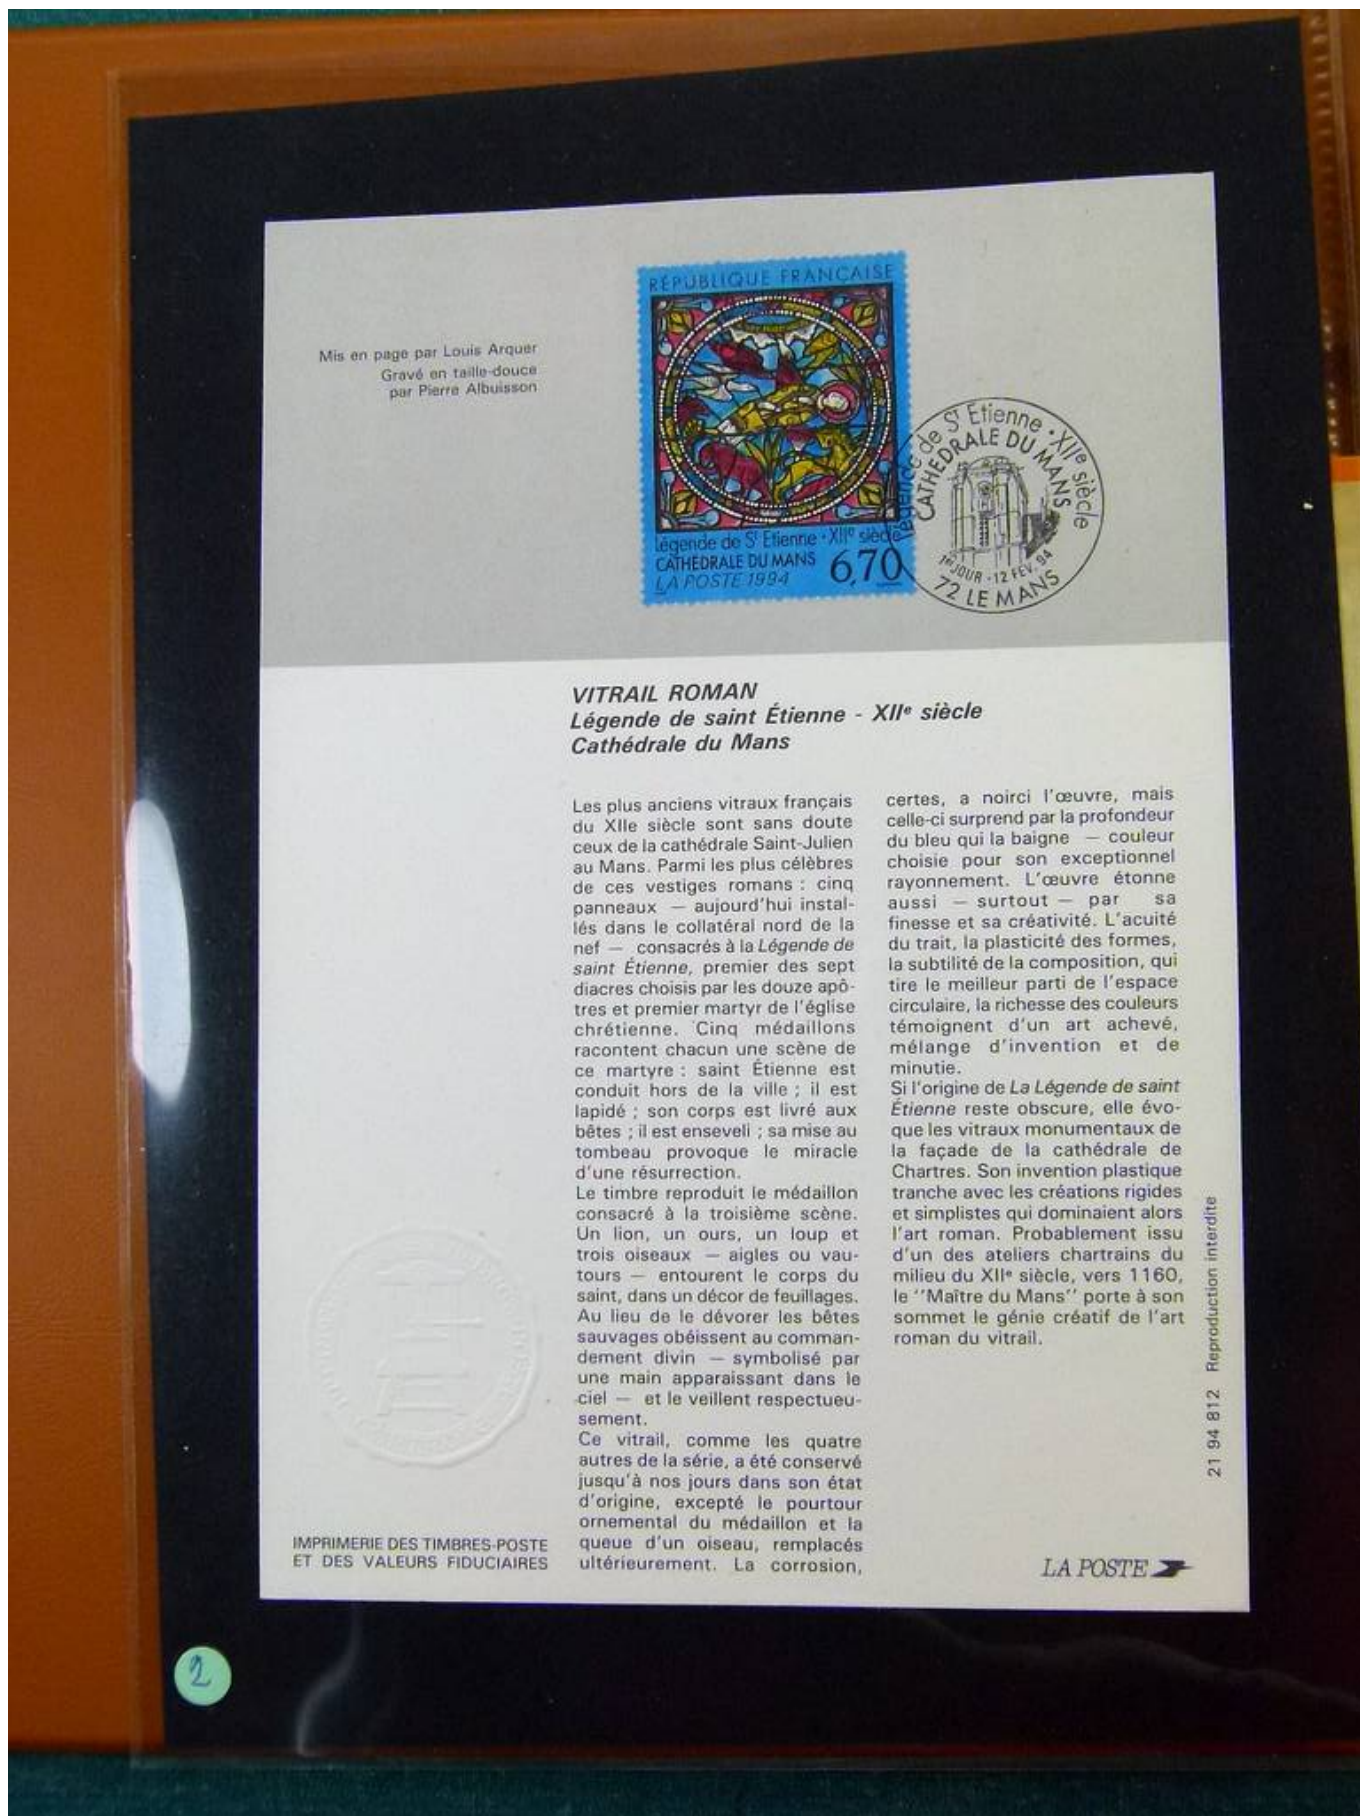 RÉPUBLIQUE FRANÇAISE
Mis en page par Louis Arquer
Gravé en taille-douce
par Pierre Albuisson
Légende de St Etienne · XIIe siècle
CATHÉDRALE DU MANS
LA POSTE 1994
6,70
Légende de St Etienne · XIIe siècle
CATHÉDRALE DU MANS
1er JOUR - 12 FEV. 94
72 LE MANS
VITRAIL ROMAN
Légende de saint Étienne - XIIe siècle
Cathédrale du Mans
Les plus anciens vitraux français
du XIIe siècle sont sans doute
ceux de la cathédrale Saint-Julien
au Mans. Parmi les plus célèbres
de ces vestiges romans : cinq
panneaux — aujourd'hui instal-
lés dans le collatéral nord de la
nef — consacrés à la Légende de
saint Étienne, premier des sept
diacres choisis par les douze apô-
tres et premier martyr de l'église
chrétienne. Cinq médaillons
racontent chacun une scène de
ce martyre : saint Étienne est
conduit hors de la ville ; il est
lapidé ; son corps est livré aux
bêtes ; il est enseveli ; sa mise au
tombeau provoque le miracle
d'une résurrection.
Le timbre reproduit le médaillon
consacré à la troisième scène.
Un lion, un ours, un loup et
trois oiseaux — aigles ou vau-
tours — entourent le corps du
saint, dans un décor de feuillages.
Au lieu de le dévorer les bêtes
sauvages obéissent au comman-
dement divin — symbolisé par
une main apparaissant dans le
ciel — et le veillent respectueu-
sement.
Ce vitrail, comme les quatre
autres de la série, a été conservé
jusqu'à nos jours dans son état
d'origine, excepté le pourtour
ornemental du médaillon et la
queue d'un oiseau, remplacés
ultérieurement. La corrosion,
certes, a noirci l'œuvre, mais
celle-ci surprend par la profondeur
du bleu qui la baigne — couleur
choisie pour son exceptionnel
rayonnement. L'œuvre étonne
aussi — surtout — par sa
finesse et sa créativité. L'acuité
du trait, la plasticité des formes,
la subtilité de la composition, qui
tire le meilleur parti de l'espace
circulaire, la richesse des couleurs
témoignent d'un art achevé,
mélange d'invention et de
minutie.
Si l'origine de La Légende de saint
Étienne reste obscure, elle évo-
que les vitraux monumentaux de
la façade de la cathédrale de
Chartres. Son invention plastique
tranche avec les créations rigides
et simplistes qui dominaient alors
l'art roman. Probablement issu
d'un des ateliers chartrains du
milieu du XIIe siècle, vers 1160,
le ''Maître du Mans'' porte à son
sommet le génie créatif de l'art
roman du vitrail.
21 94 812 Reproduction interdite
IMPRIMERIE DES TIMBRES-POSTE
ET DES VALEURS FIDUCIAIRES
LA POSTE
2